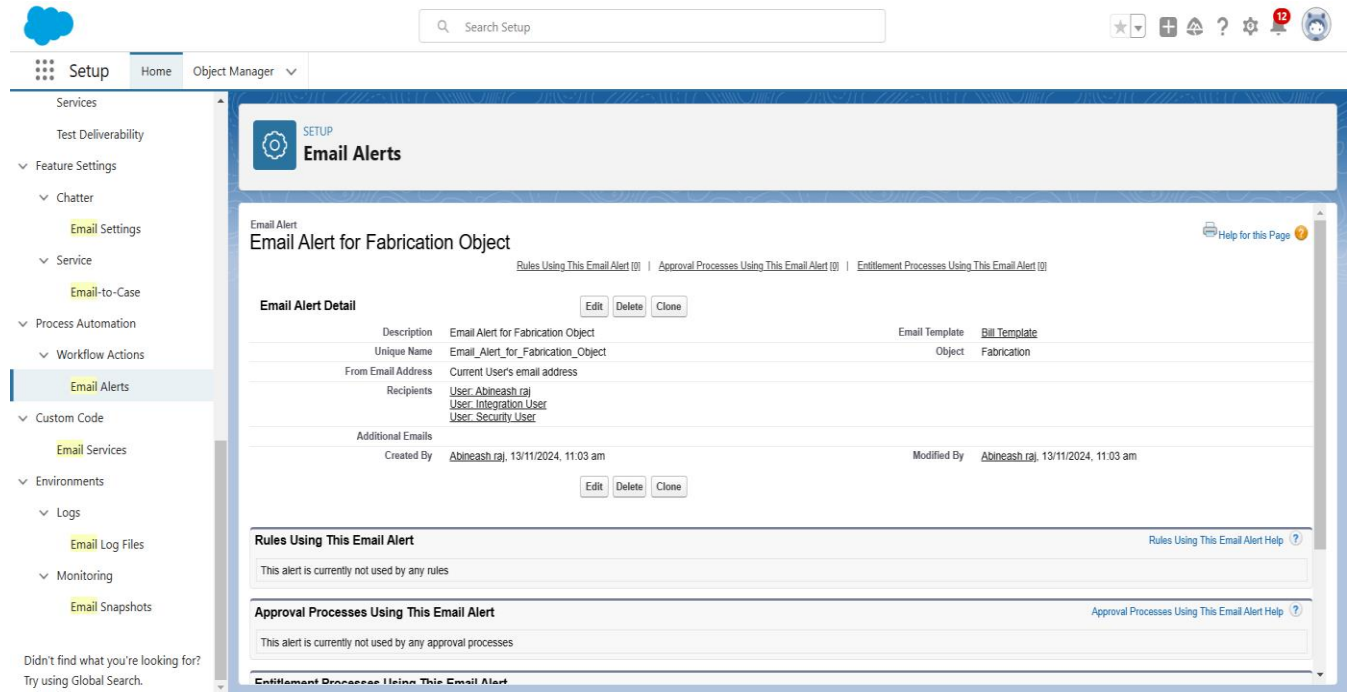 Search Setup
12
Setup
Home
Object Manager
Services
Test Deliverability
Feature Settings
Chatter
Email Settings
Service
Email-to-Case
Process Automation
Workflow Actions
Email Alerts
Custom Code
Email Services
Environments
Logs
Email Log Files
Monitoring
Email Snapshots
Didn't find what you're looking for?
Try using Global Search.
SETUP
Email Alerts
Email Alert
Email Alert for Fabrication Object
Help for this Page
Rules Using This Email Alert [0] | Approval Processes Using This Email Alert [0] | Entitlement Processes Using This Email Alert [0]
Email Alert Detail
Edit Delete Clone
Description Email Alert for Fabrication Object Email Template Bill Template
Unique Name Email_Alert_for_Fabrication_Object Object Fabrication
From Email Address Current User's email address
Recipients User: Abineash raj
User: Integration User
User: Security User
Additional Emails
Created By Abineash raj, 13/11/2024, 11:03 am Modified By Abineash raj, 13/11/2024, 11:03 am
Edit Delete Clone
Rules Using This Email Alert Rules Using This Email Alert Help ?
This alert is currently not used by any rules
Approval Processes Using This Email Alert Approval Processes Using This Email Alert Help ?
This alert is currently not used by any approval processes
Entitlement Processes Using This Email Alert